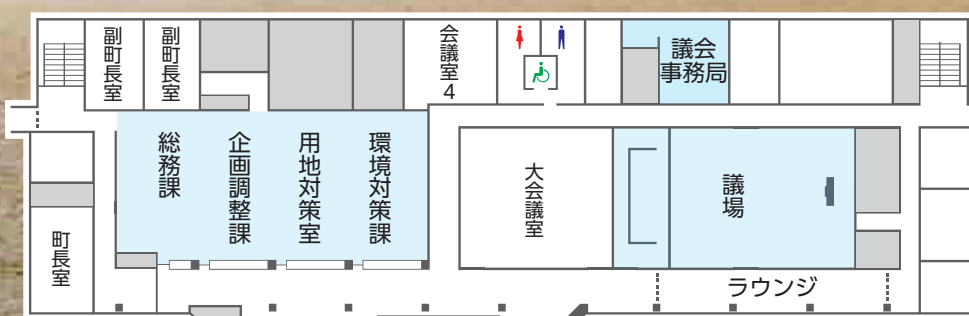 副町長室
副町長室
会議室4
議会
事務局
総務課
企画調整課
用地対策室
環境対策課
大会議室
議場
町長室
ラウンジ